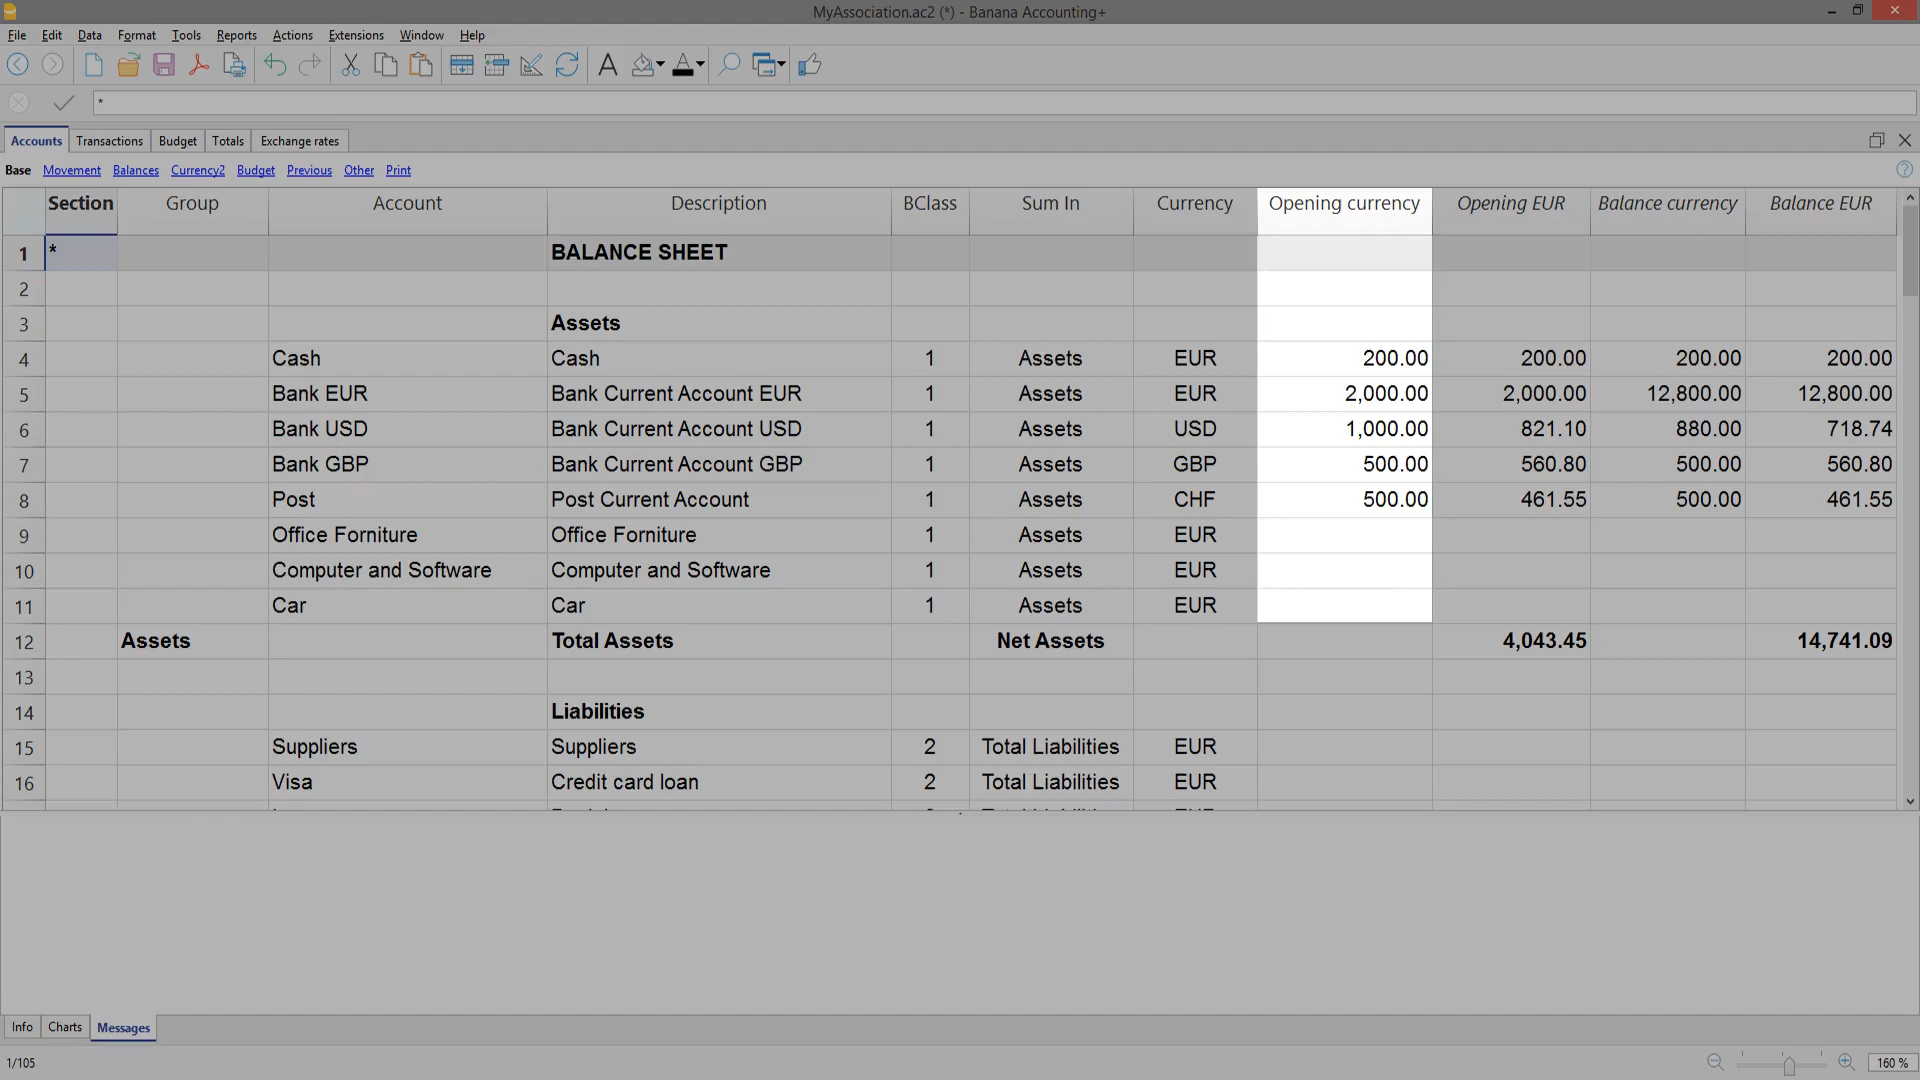 MyAssociation.ac2 (*) - Banana Accounting+
File Edit Data Format Tools Reports Actions Extensions Window Help
*
Accounts Transactions Budget Totals Exchange rates
Base Movement Balances Currency2 Budget Previous Other Print
Section Group Account Description BClass Sum In Currency Opening currency Opening EUR Balance currency Balance EUR
1 * BALANCE SHEET
2
3 Assets
4 Cash Cash 1 Assets EUR 200.00 200.00 200.00 200.00
5 Bank EUR Bank Current Account EUR 1 Assets EUR 2,000.00 2,000.00 12,800.00 12,800.00
6 Bank USD Bank Current Account USD 1 Assets USD 1,000.00 821.10 880.00 718.74
7 Bank GBP Bank Current Account GBP 1 Assets GBP 500.00 560.80 500.00 560.80
8 Post Post Current Account 1 Assets CHF 500.00 461.55 500.00 461.55
9 Office Forniture Office Forniture 1 Assets EUR
10 Computer and Software Computer and Software 1 Assets EUR
11 Car Car 1 Assets EUR
12 Assets Total Assets Net Assets 4,043.45 14,741.09
13
14 Liabilities
15 Suppliers Suppliers 2 Total Liabilities EUR
16 Visa Credit card loan 2 Total Liabilities EUR
Info Charts Messages
1/105 160 %